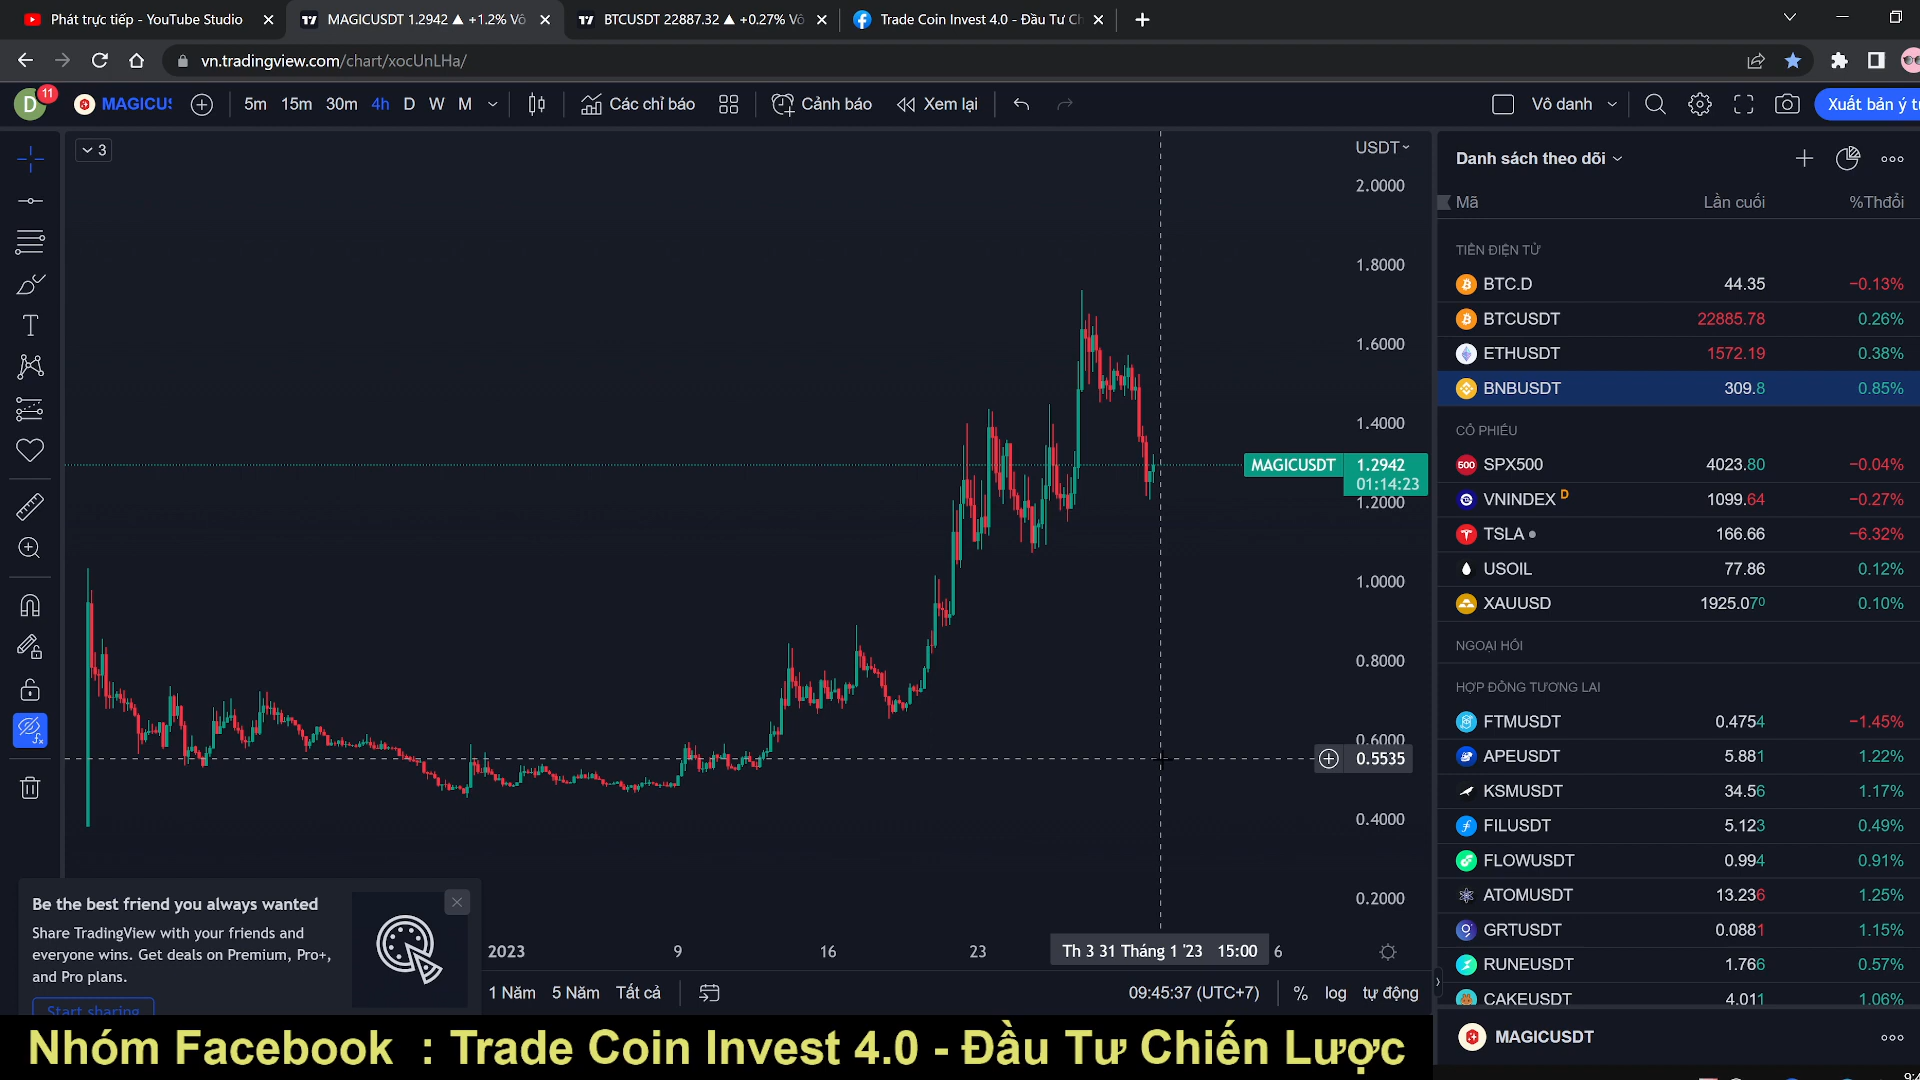 Phát trực tiếp - YouTube Studio
MAGICUSDT 1.2942 ▲ +1.2% Vô
BTCUSDT 22887.32 ▲ +0.27% Vô
Trade Coin Invest 4.0 - Đầu Tư Ch
vn.tradingview.com/chart/xocUnLHa/
D
11
MAGICUS
5m
15m
30m
4h
D
W
M
Các chỉ báo
Cảnh báo
Xem lại
Vô danh
Xuất bản ý t
3
USDT
2.0000
1.8000
1.6000
1.4000
MAGICUSDT
1.2942
01:14:23
1.2000
1.0000
0.8000
0.6000
0.5535
0.4000
0.2000
Be the best friend you always wanted
Share TradingView with your friends and
everyone wins. Get deals on Premium, Pro+,
and Pro plans.
Start sharing
2023
9
16
23
Th 3 31 Tháng 1 '23 15:00
6
1 Năm
5 Năm
Tất cả
09:45:37 (UTC+7)
%
log
tự động
Danh sách theo dõi
Mã Lần cuối %Thđổi
TIỀN ĐIỆN TỬ
BTC.D 44.35 −0.13%
BTCUSDT 22885.78 0.26%
ETHUSDT 1572.19 0.38%
BNBUSDT 309.8 0.85%
CỔ PHIẾU
SPX500 4023.80 −0.04%
VNINDEX D 1099.64 −0.27%
TSLA 166.66 −6.32%
USOIL 77.86 0.12%
XAUUSD 1925.070 0.10%
NGOẠI HỐI
HỢP ĐỒNG TƯƠNG LAI
FTMUSDT 0.4754 −1.45%
APEUSDT 5.881 1.22%
KSMUSDT 34.56 1.17%
FILUSDT 5.123 0.49%
FLOWUSDT 0.994 0.91%
ATOMUSDT 13.236 1.25%
GRTUSDT 0.0881 1.15%
RUNEUSDT 1.766 0.57%
CAKEUSDT 4.011 1.06%
MAGICUSDT
Nhóm Facebook : Trade Coin Invest 4.0 - Đầu Tư Chiến Lược